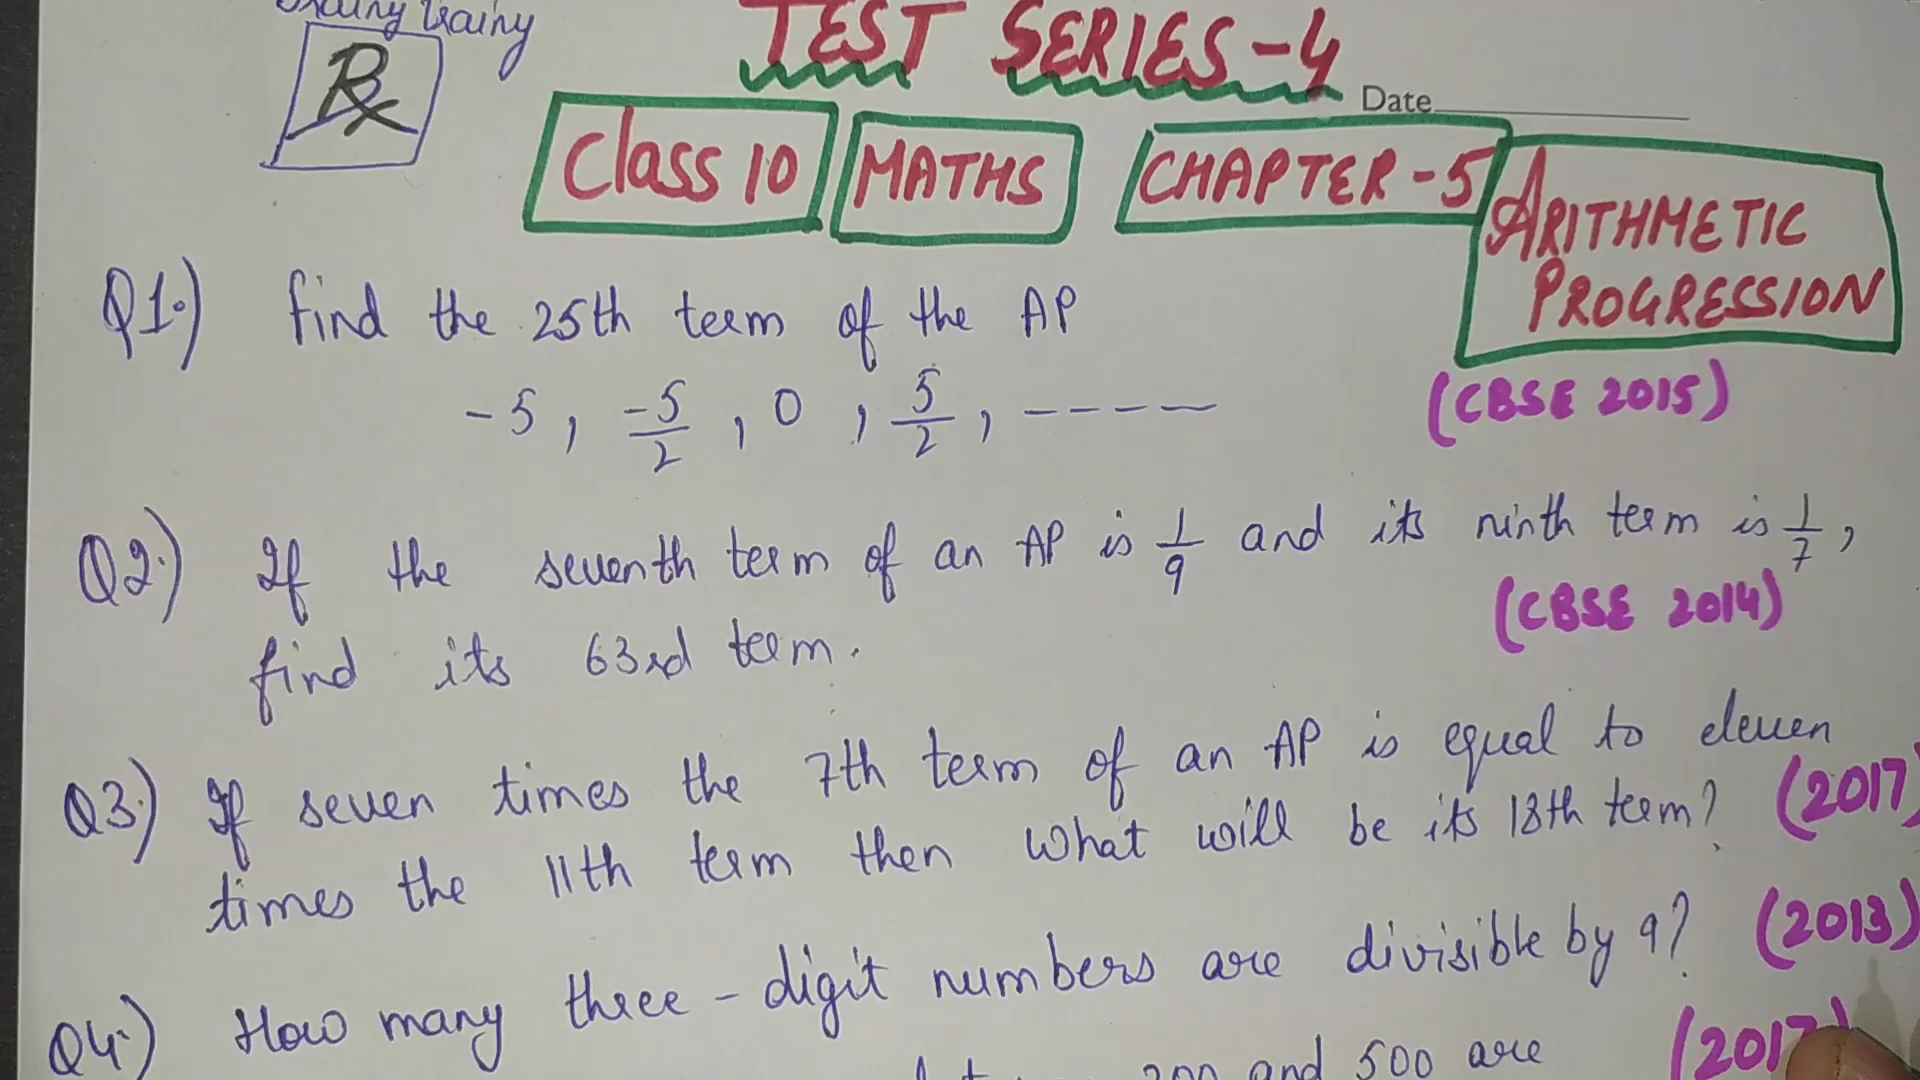 Brainy trainy
Rx
TEST SERIES-4
Date
Class 10 MATHS CHAPTER-5 ARITHMETIC PROGRESSION
Q1.) find the 25th term of the AP
-5, -5/2, 0, 5/2, -----
(CBSE 2015)
Q2.) If the seventh term of an AP is 1/9 and its ninth term is 1/7,
find its 63rd term.
(CBSE 2014)
Q3.) If seven times the 7th term of an AP is equal to eleven
times the 11th term then what will be its 18th term? (2017)
Q4.) How many three-digit numbers are divisible by 9? (2013)
200 and 500 are